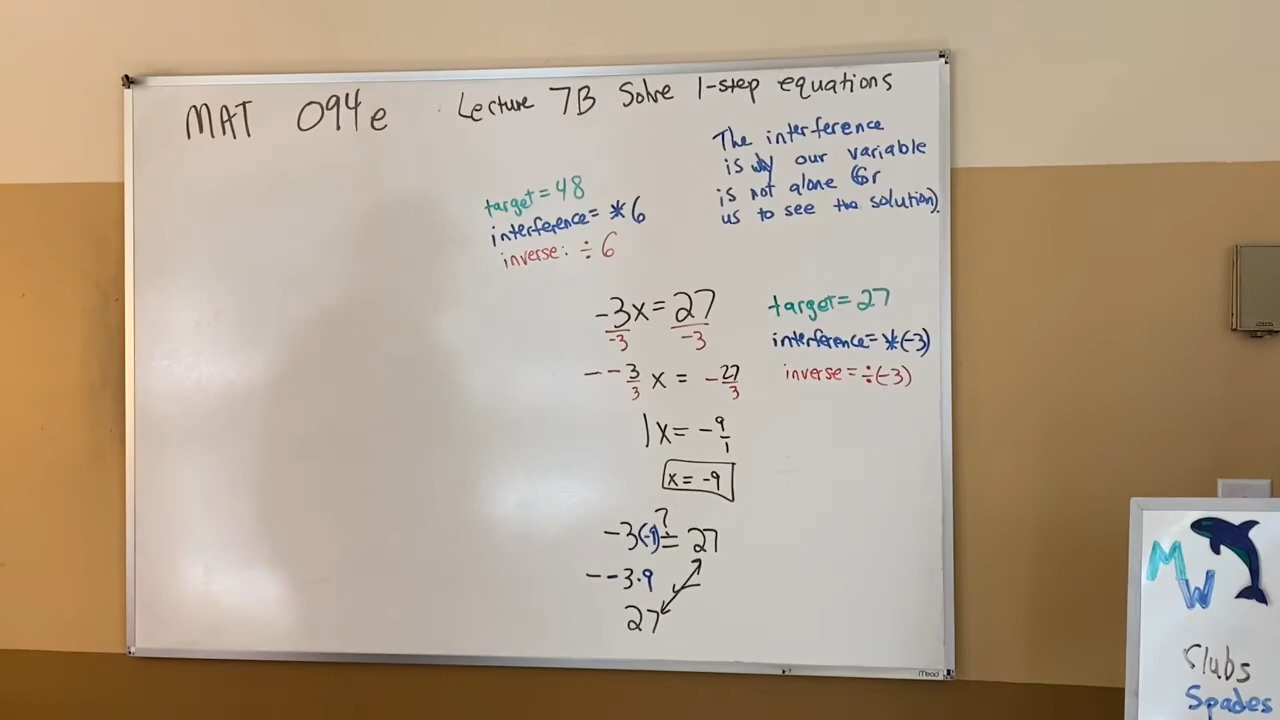 MAT 094e Lecture 7B Solve 1-step equations
The interference
is why our variable
is not alone (for
us to see the solution).
target = 48
interference = *6
inverse: ÷ 6
-3x = 27
-3 -3
--3/3 x = -27/3
1x = -9/1
x = -9
-3(-9) ?= 27
--3·9
27
target = 27
interference = *(-3)
inverse = ÷(-3)
Mead
MW
Clubs
Spades